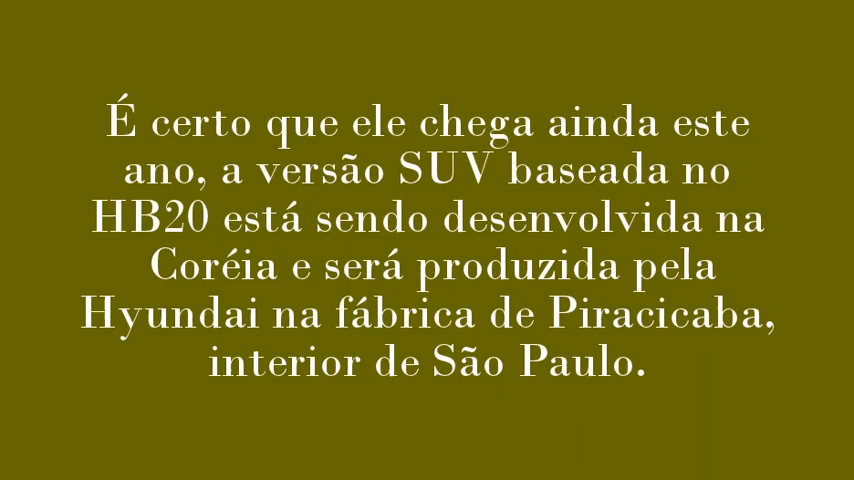 É certo que ele chega ainda este
ano, a versão SUV baseada no
HB20 está sendo desenvolvida na
Coréia e será produzida pela
Hyundai na fábrica de Piracicaba,
interior de São Paulo.